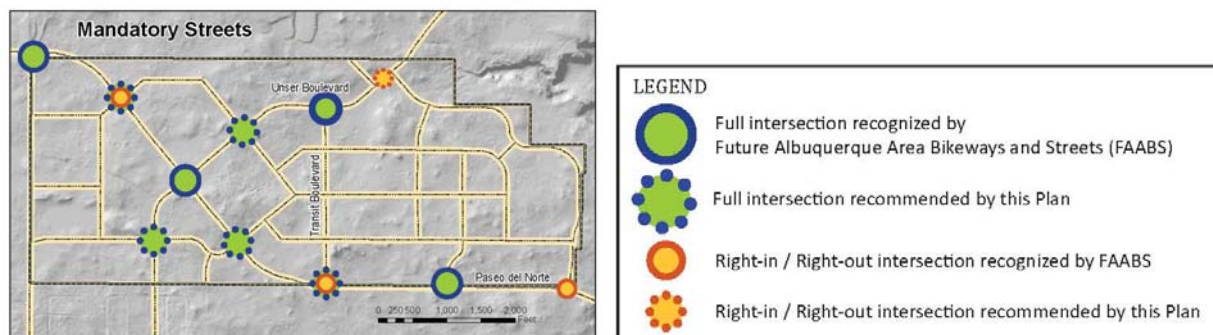 Mandatory Streets
Unser Boulevard
Transit Boulevard
Paseo del Norte
0 250 500 1,000 1,500 2,000
Feet
LEGEND
Full intersection recognized by
Future Albuquerque Area Bikeways and Streets (FAABS)
Full intersection recommended by this Plan
Right-in / Right-out intersection recognized by FAABS
Right-in / Right-out intersection recommended by this Plan